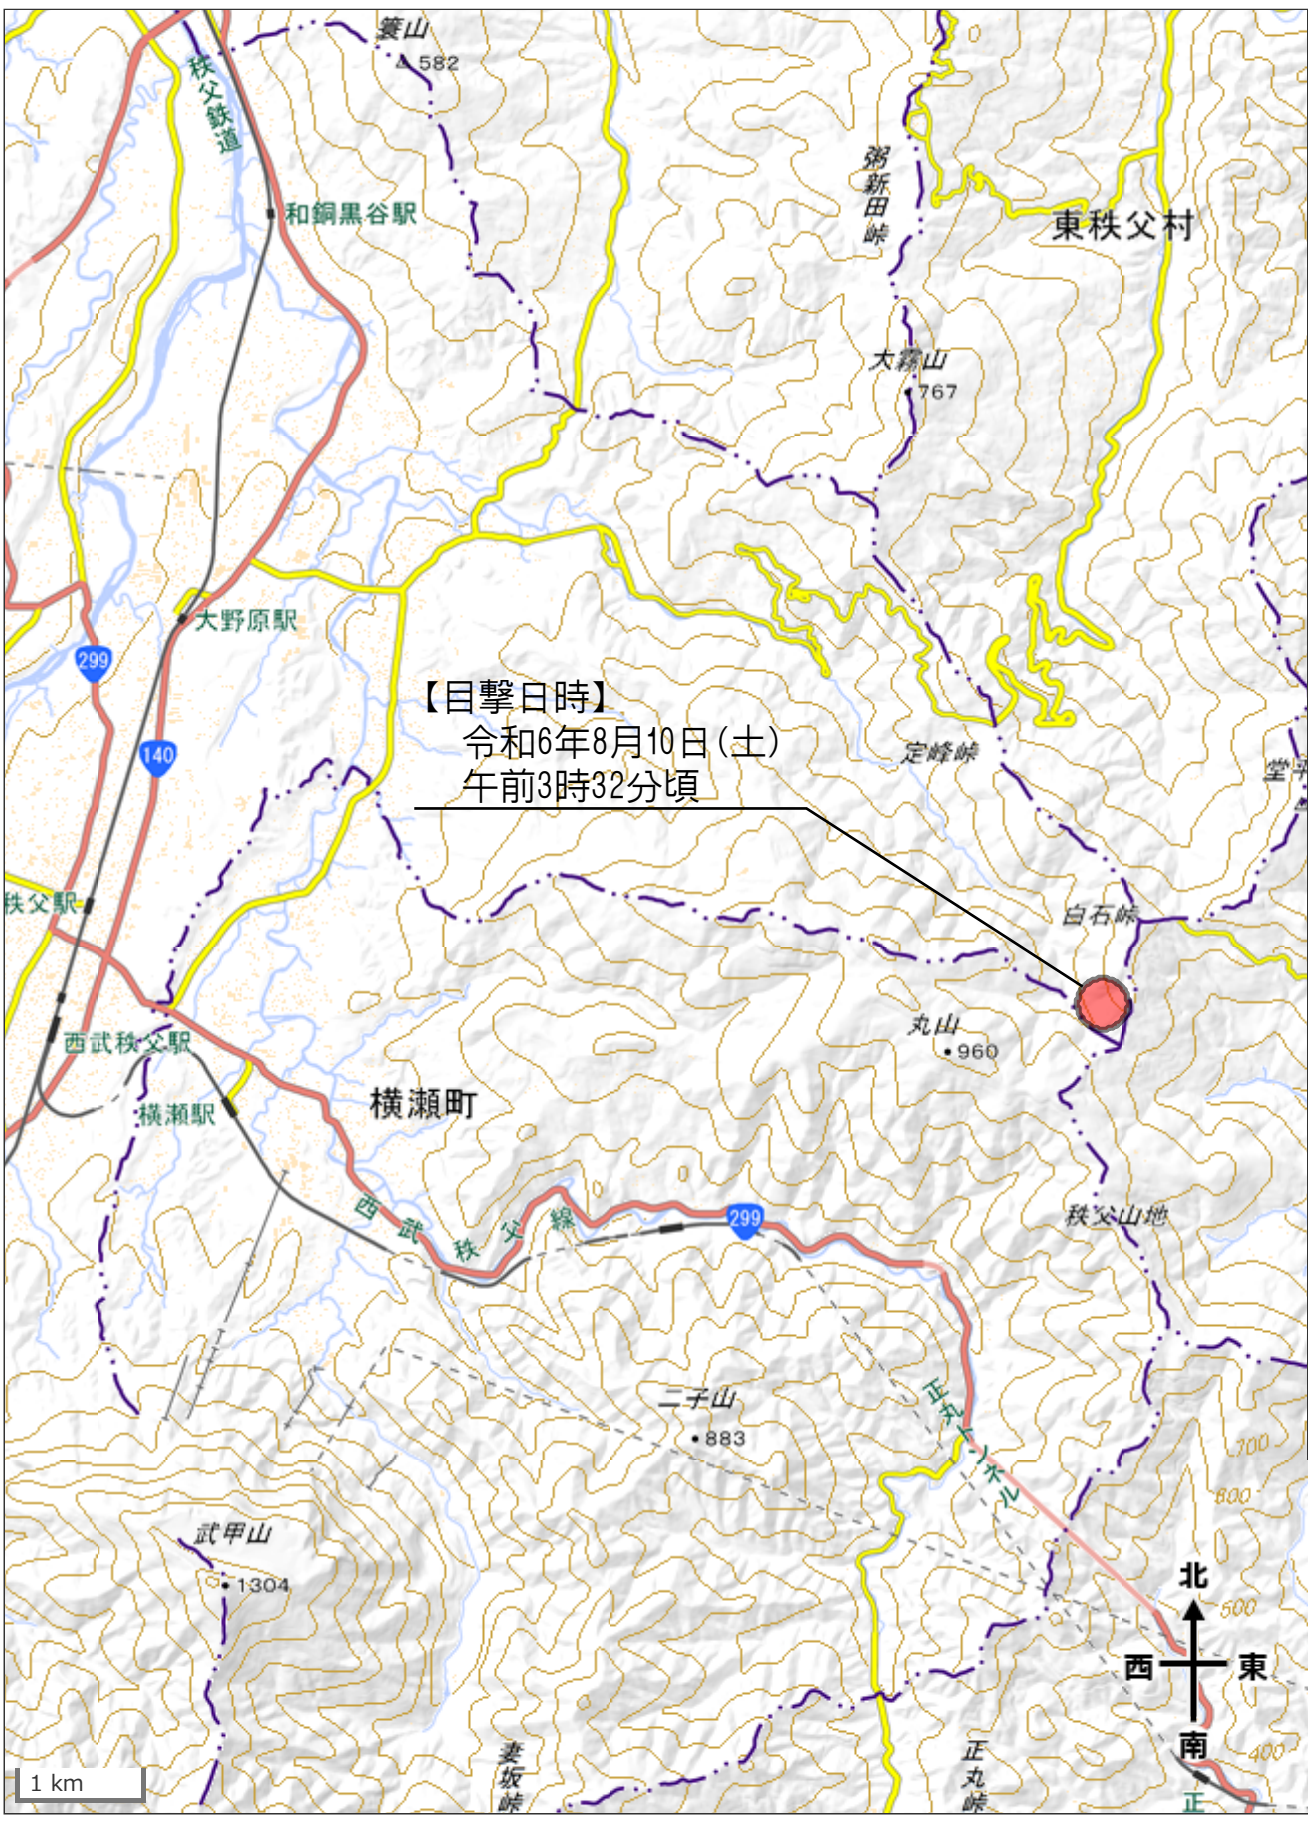 簑山
582
秩父鉄道
和銅黒谷駅
粥新田峠
東秩父村
大霧山
767
大野原駅
299
140
【目撃日時】
令和6年8月10日(土)
午前3時32分頃
定峰峠
堂平
秩父駅
白石峠
丸山
960
西武秩父駅
横瀬駅
横瀬町
西武秩父線
299
秩父山地
二子山
883
正丸トンネル
700
800
武甲山
1304
北
500
西
東
南
400
妻坂峠
正丸峠
正
1 km